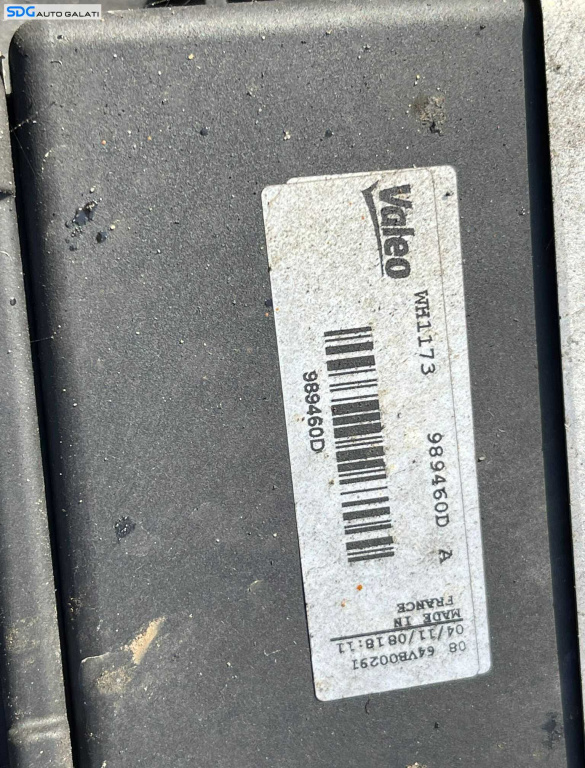 SDG AUTO GALATI
Valeo
WH1173
989460D A
989460D
08 64VB00291
04/11/08 18:11
MADE IN
FRANCE